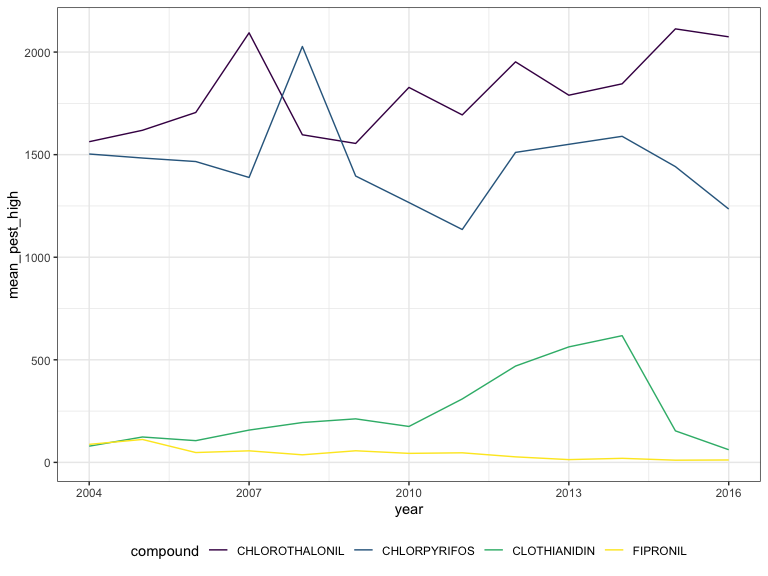 2000
1500
1000
500
0
mean_pest_high
2004 2007 2010 2013 2016
year
compound CHLOROTHALONIL CHLORPYRIFOS CLOTHIANIDIN FIPRONIL